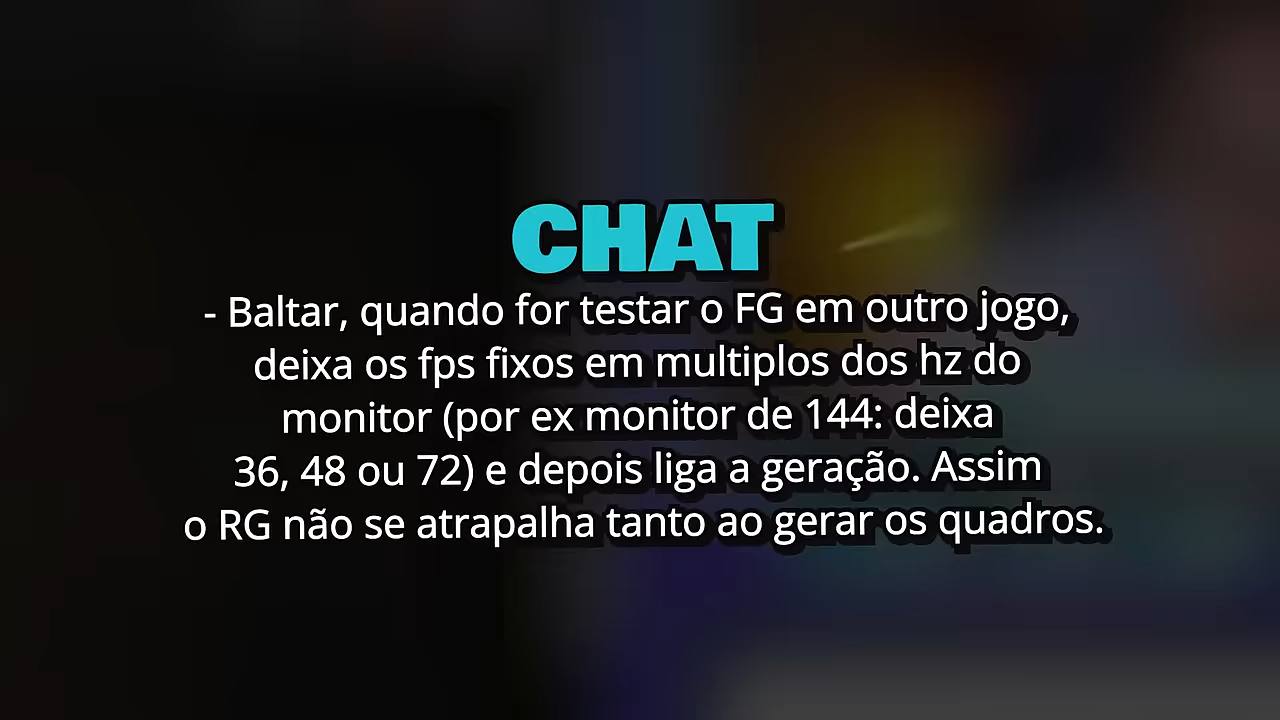 CHAT
- Baltar, quando for testar o FG em outro jogo,
deixa os fps fixos em multiplos dos hz do
monitor (por ex monitor de 144: deixa
36, 48 ou 72) e depois liga a geração. Assim
o RG não se atrapalha tanto ao gerar os quadros.